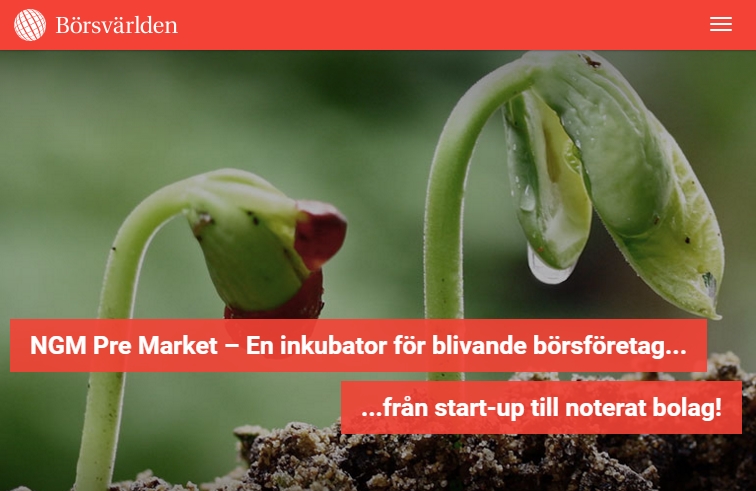 Börsvärlden
NGM Pre Market – En inkubator för blivande börsföretag...
...från start-up till noterat bolag!